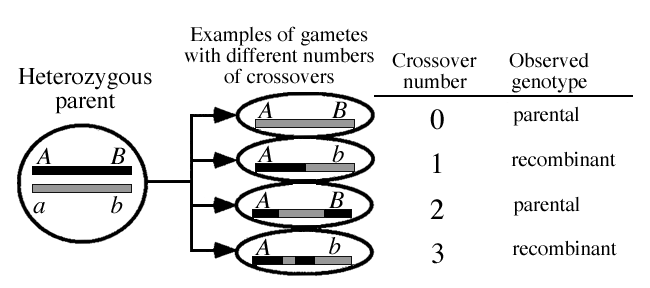 Examples of gametes
with different numbers
of crossovers
Crossover
number
Observed
genotype
Heterozygous
parent
A B
a b
A B
0
parental
A b
1
recombinant
A B
2
parental
A b
3
recombinant